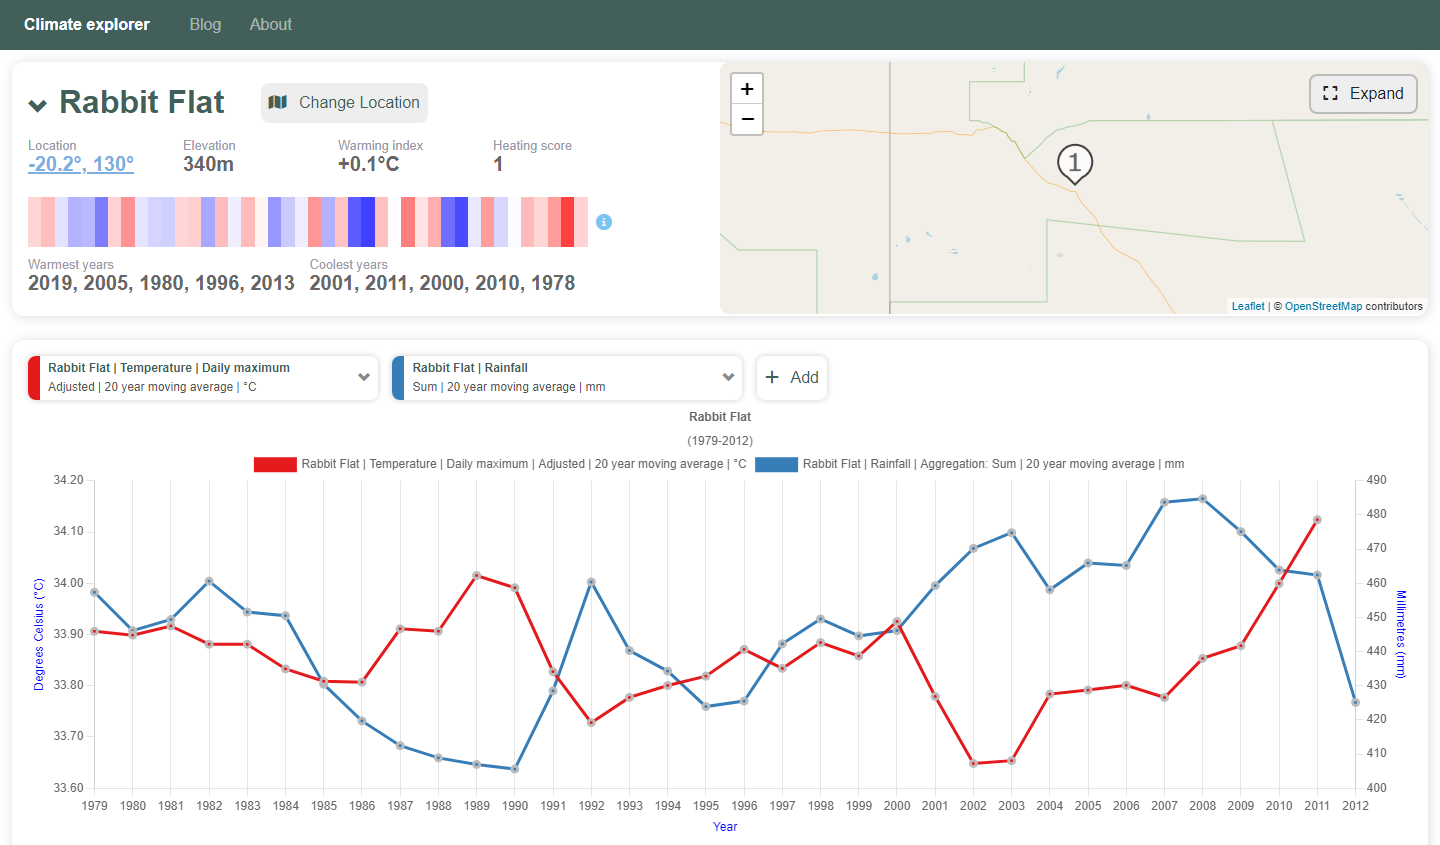 Climate explorer Blog About
Rabbit Flat Change Location
Location Elevation Warming index Heating score
-20.2°, 130° 340m +0.1°C 1
Warmest years Coolest years
2019, 2005, 1980, 1996, 2013 2001, 2011, 2000, 2010, 1978
+
−
Expand
1
Leaflet | © OpenStreetMap contributors
Rabbit Flat | Temperature | Daily maximum
Adjusted | 20 year moving average | °C
Rabbit Flat | Rainfall
Sum | 20 year moving average | mm
+ Add
Rabbit Flat
(1979-2012)
Rabbit Flat | Temperature | Daily maximum | Adjusted | 20 year moving average | °C Rabbit Flat | Rainfall | Aggregation: Sum | 20 year moving average | mm
Degrees Celsius (°C)
34.20
34.10
34.00
33.90
33.80
33.70
33.60
490
480
470
460
450
440
430
420
410
400
Millimetres (mm)
1979 1980 1981 1982 1983 1984 1985 1986 1987 1988 1989 1990 1991 1992 1993 1994 1995 1996 1997 1998 1999 2000 2001 2002 2003 2004 2005 2006 2007 2008 2009 2010 2011 2012
Year